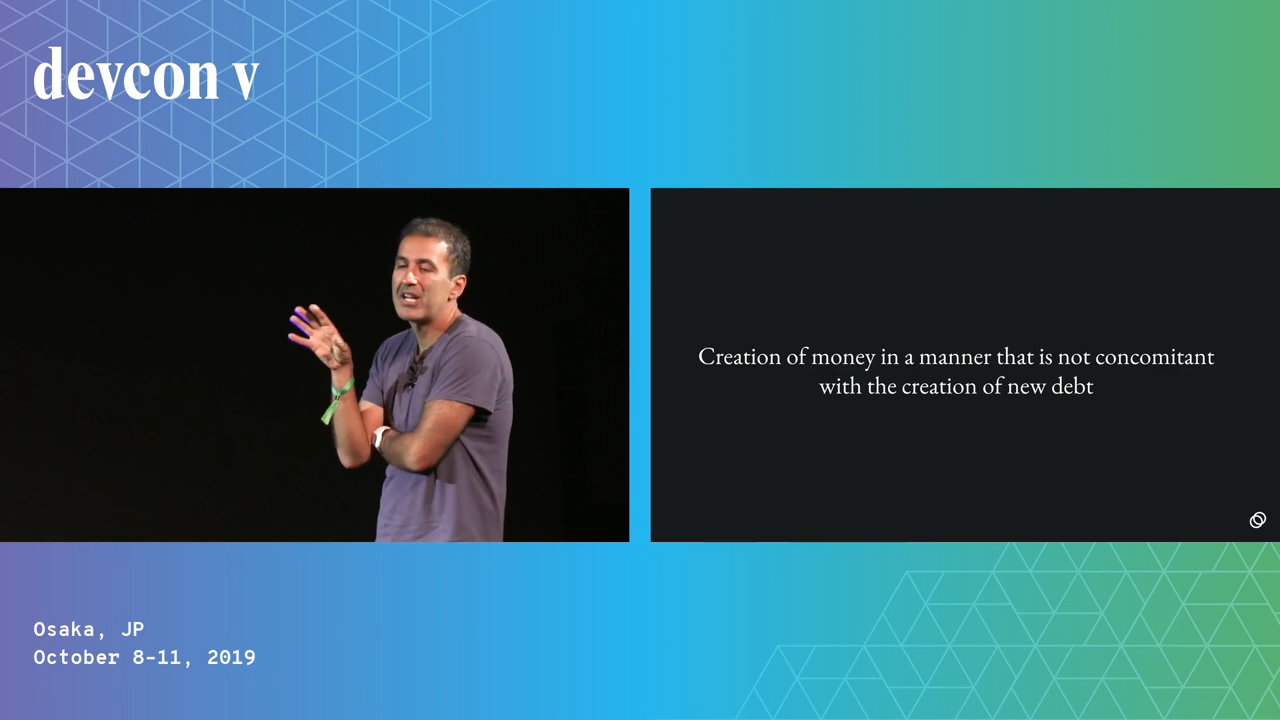 devcon v
Creation of money in a manner that is not concomitant
with the creation of new debt
Osaka, JP
October 8-11, 2019